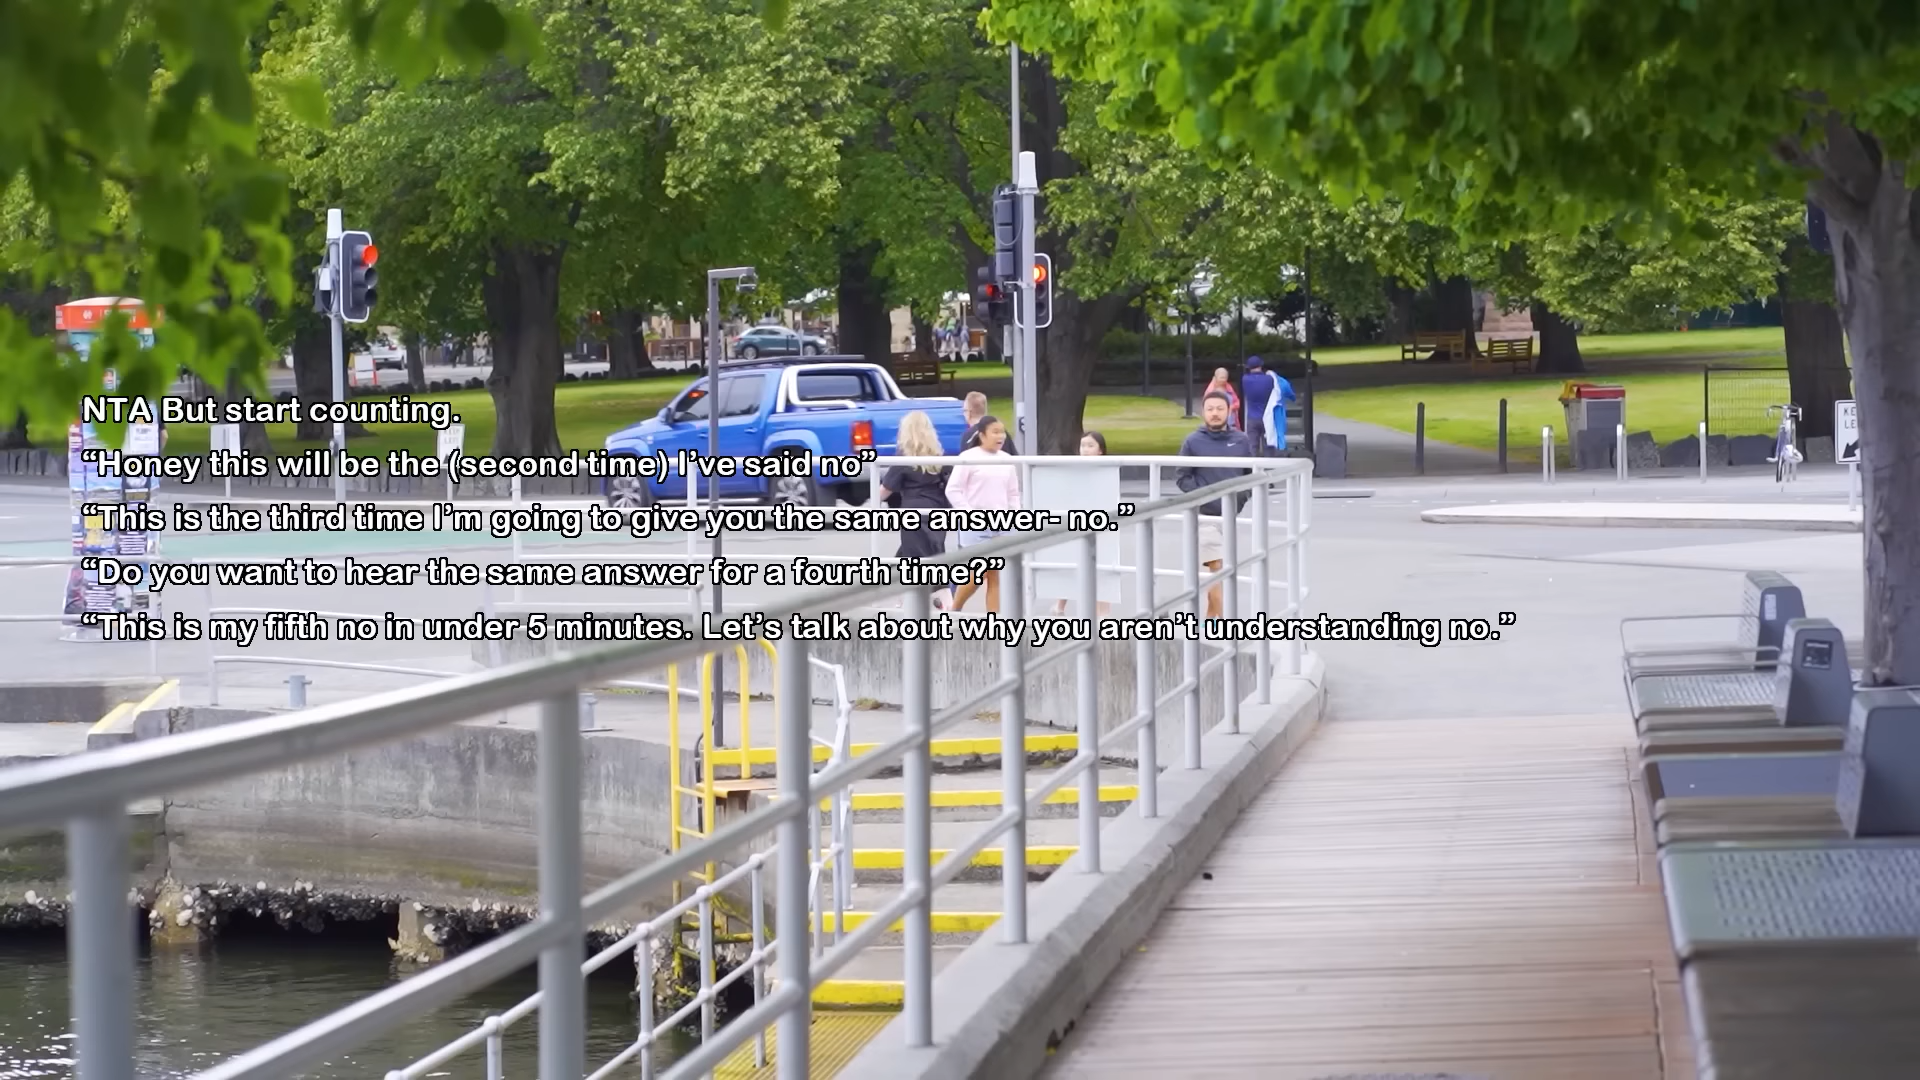 NTA But start counting.
“Honey this will be the (second time) I’ve said no”
“This is the third time I’m going to give you the same answer- no.”
“Do you want to hear the same answer for a fourth time?”
“This is my fifth no in under 5 minutes. Let’s talk about why you aren’t understanding no.”